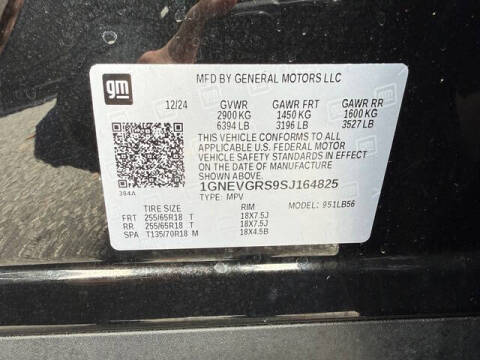 gm
MFD BY GENERAL MOTORS LLC
12/24 GVWR GAWR FRT GAWR RR
2900 KG 1450 KG 1600 KG
6394 LB 3196 LB 3527 LB
THIS VEHICLE CONFORMS TO ALL
APPLICABLE U.S. FEDERAL MOTOR
VEHICLE SAFETY STANDARDS IN EFFECT
ON THE DATE OF MANUFACTURE
SHOWN ABOVE.
384A
1GNEVGRS9SJ164825
TYPE: MPV MODEL: 951LB56
TIRE SIZE RIM
FRT 255/65R18 T 18X7.5J
RR 255/65R18 T 18X7.5J
SPA T135/70R18 M 18X4.5B